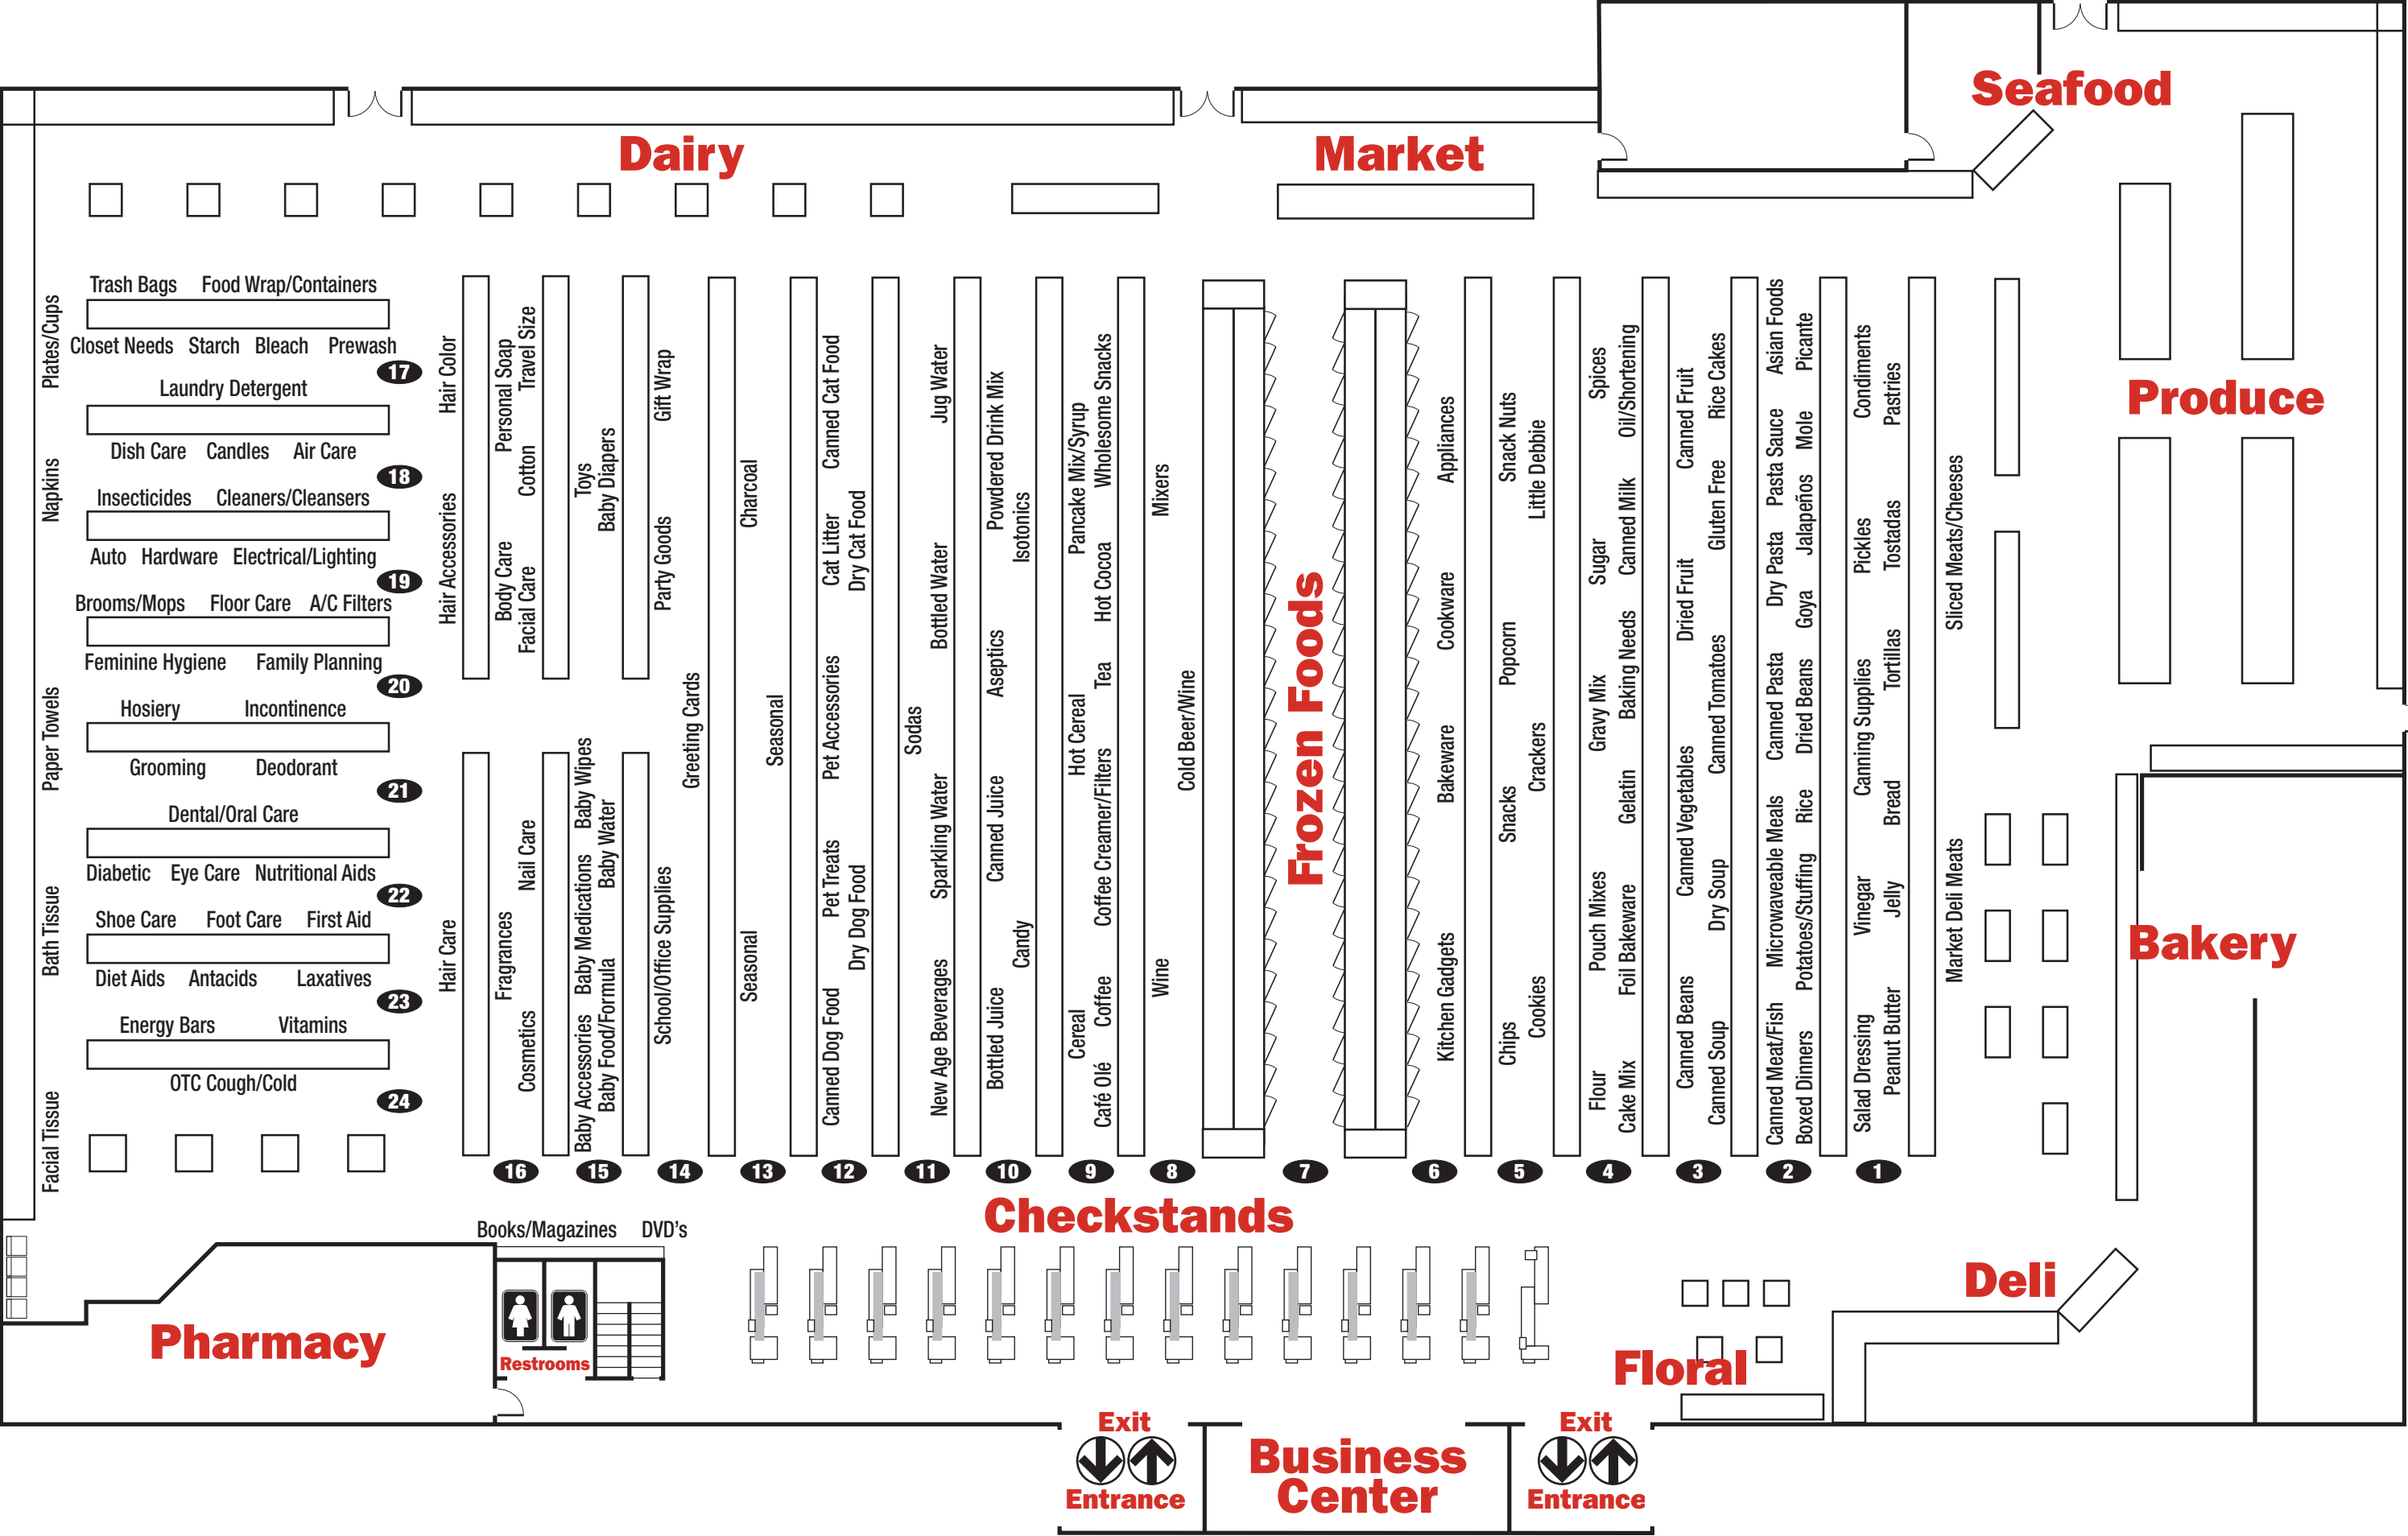 Seafood
Dairy
Market
Produce
Frozen Foods
Bakery
Checkstands
Deli
Floral
Pharmacy
Restrooms
Business
Center
Exit
Entrance
Exit
Entrance
Plates/Cups
Napkins
Paper Towels
Bath Tissue
Facial Tissue
Trash Bags Food Wrap/Containers
Closet Needs Starch Bleach Prewash
17
Laundry Detergent
Dish Care Candles Air Care
18
Insecticides Cleaners/Cleansers
Auto Hardware Electrical/Lighting
19
Brooms/Mops Floor Care A/C Filters
Feminine Hygiene Family Planning
20
Hosiery Incontinence
Grooming Deodorant
21
Dental/Oral Care
Diabetic Eye Care Nutritional Aids
22
Shoe Care Foot Care First Aid
Diet Aids Antacids Laxatives
23
Energy Bars Vitamins
OTC Cough/Cold
24
Hair Care Hair Accessories Hair Color
Fragrances Body Care Personal Soap
Cosmetics Nail Care Facial Care Cotton Travel Size
16
Baby Accessories Baby Medications Baby Wipes Toys
Baby Food/Formula Baby Water Baby Diapers
15
School/Office Supplies Party Goods Gift Wrap
Greeting Cards
14
Seasonal Charcoal
Seasonal
13
Canned Dog Food Pet Treats Pet Accessories Cat Litter Canned Cat Food
Dry Dog Food Dry Cat Food
12
Sodas
New Age Beverages Sparkling Water Bottled Water Jug Water
11
Bottled Juice Canned Juice Aseptics Powdered Drink Mix
Candy Isotonics
10
Cereal Hot Cereal Pancake Mix/Syrup
Café Olé Coffee Coffee Creamer/Filters Tea Hot Cocoa Wholesome Snacks
9
Wine Mixers
Cold Beer/Wine
8
7
Kitchen Gadgets Bakeware Cookware Appliances
6
Chips Snacks Popcorn Snack Nuts
Cookies Crackers Little Debbie
5
Flour Pouch Mixes Gravy Mix Sugar Spices
Cake Mix Foil Bakeware Gelatin Baking Needs Canned Milk Oil/Shortening
4
Canned Beans Canned Vegetables Dried Fruit Canned Fruit
Canned Soup Dry Soup Canned Tomatoes Gluten Free Rice Cakes
3
Canned Meat/Fish Microwaveable Meals Canned Pasta Dry Pasta Pasta Sauce Asian Foods
Boxed Dinners Potatoes/Stuffing Rice Dried Beans Goya Jalapeños Mole Picante
2
Salad Dressing Vinegar Canning Supplies Pickles Condiments
Peanut Butter Jelly Bread Tortillas Tostadas Pastries
1
Market Deli Meats Sliced Meats/Cheeses
Books/Magazines DVD's